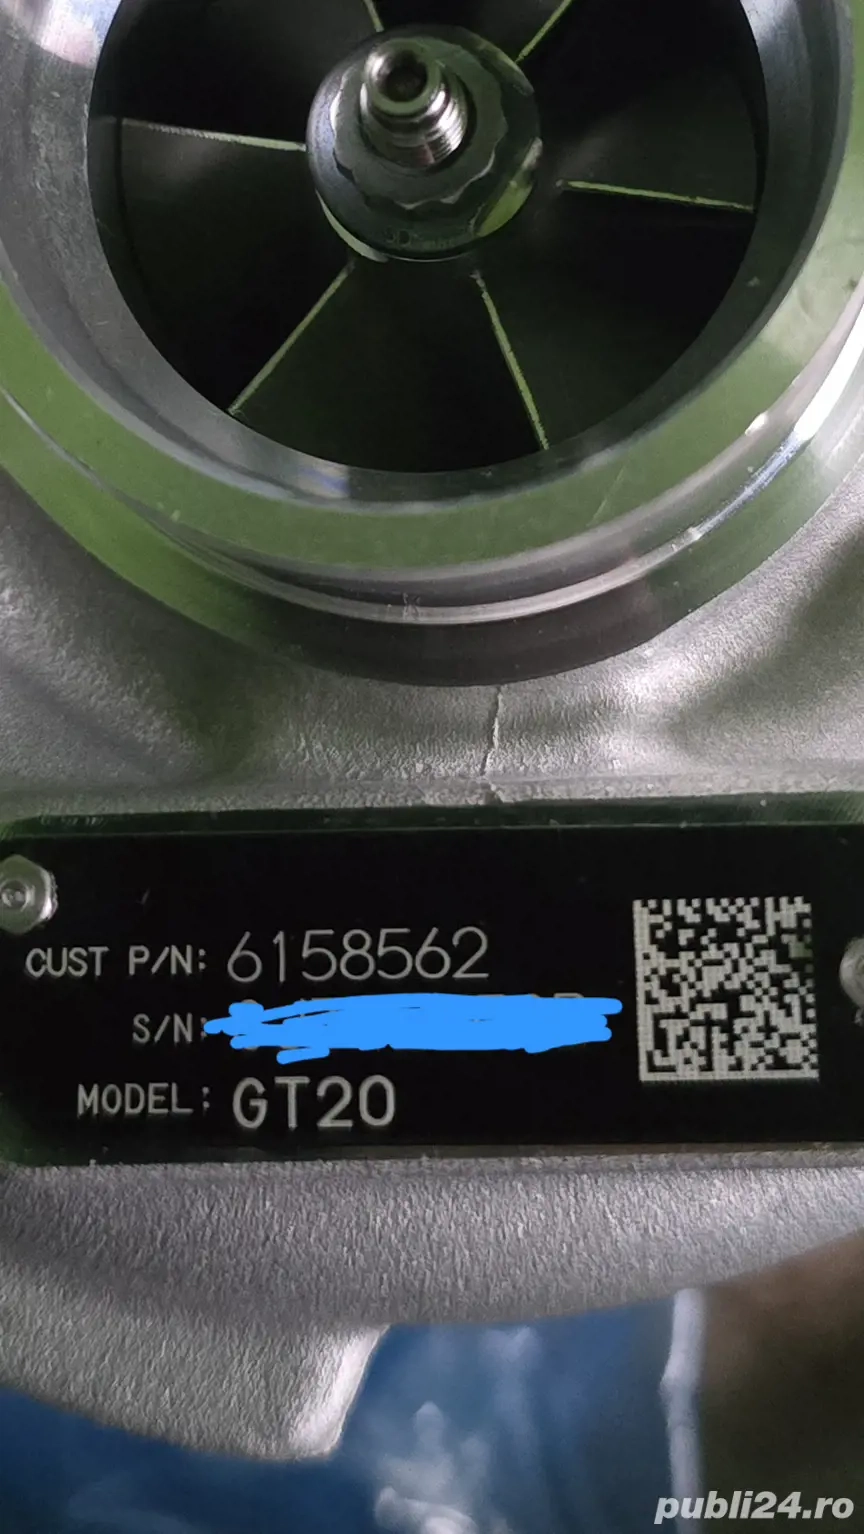 CUST P/N: 6158562
S/N:
MODEL: GT20
publi24.ro